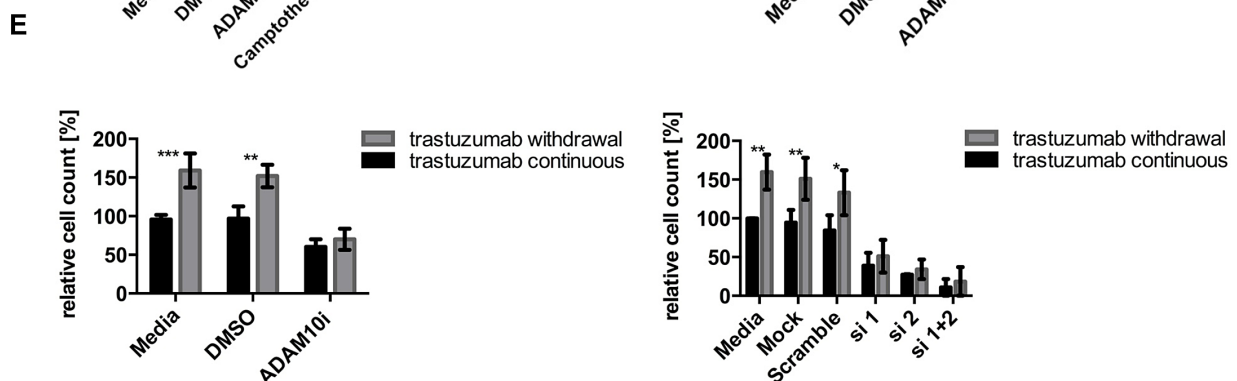 E
200
150
100
50
0
relative cell count [%]
***
**
Media
DMSO
ADAM10i
trastuzumab withdrawal
trastuzumab continuous
200
150
100
50
0
relative cell count [%]
**
**
*
Media
Mock
Scramble
si 1
si 2
si 1+2
trastuzumab withdrawal
trastuzumab continuous